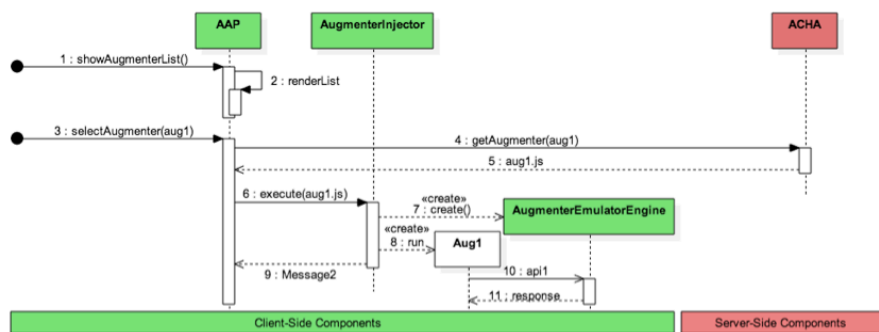 AAP
AugmenterInjector
ACHA
1 : showAugmenterList()
2 : renderList
3 : selectAugmenter(aug1)
4 : getAugmenter(aug1)
5 : aug1.js
6 : execute(aug1.js)
«create»
7 : create()
AugmenterEmulatorEngine
«create»
8 : run
Aug1
9 : Message2
10 : api1
11 : response
Client-Side Components
Server-Side Components